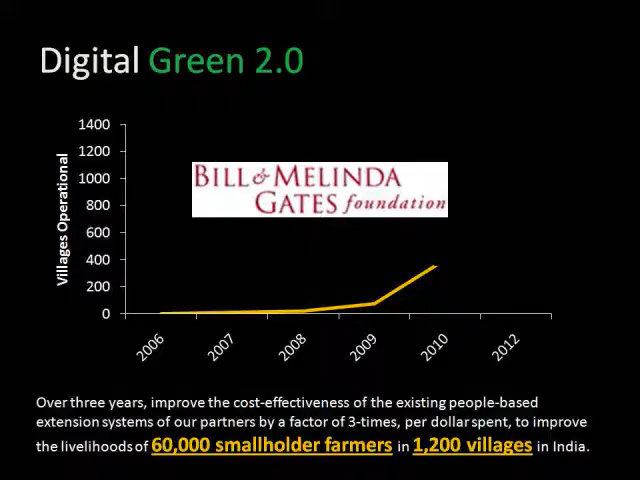 Digital Green 2.0
1400
1200
1000
800
600
400
200
0
Villages Operational
BILL & MELINDA
GATES foundation
2006
2007
2008
2009
2010
2012
Over three years, improve the cost-effectiveness of the existing people-based
extension systems of our partners by a factor of 3-times, per dollar spent, to improve
the livelihoods of 60,000 smallholder farmers in 1,200 villages in India.